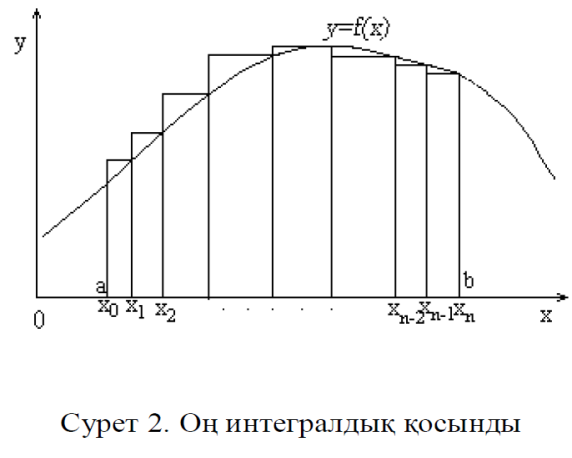 y
y=f(x)
a
b
x₀ x₁ x₂ . . . . . xₙ₋₂ xₙ₋₁ xₙ
0
x
Сурет 2. Оң интегралдық қосынды